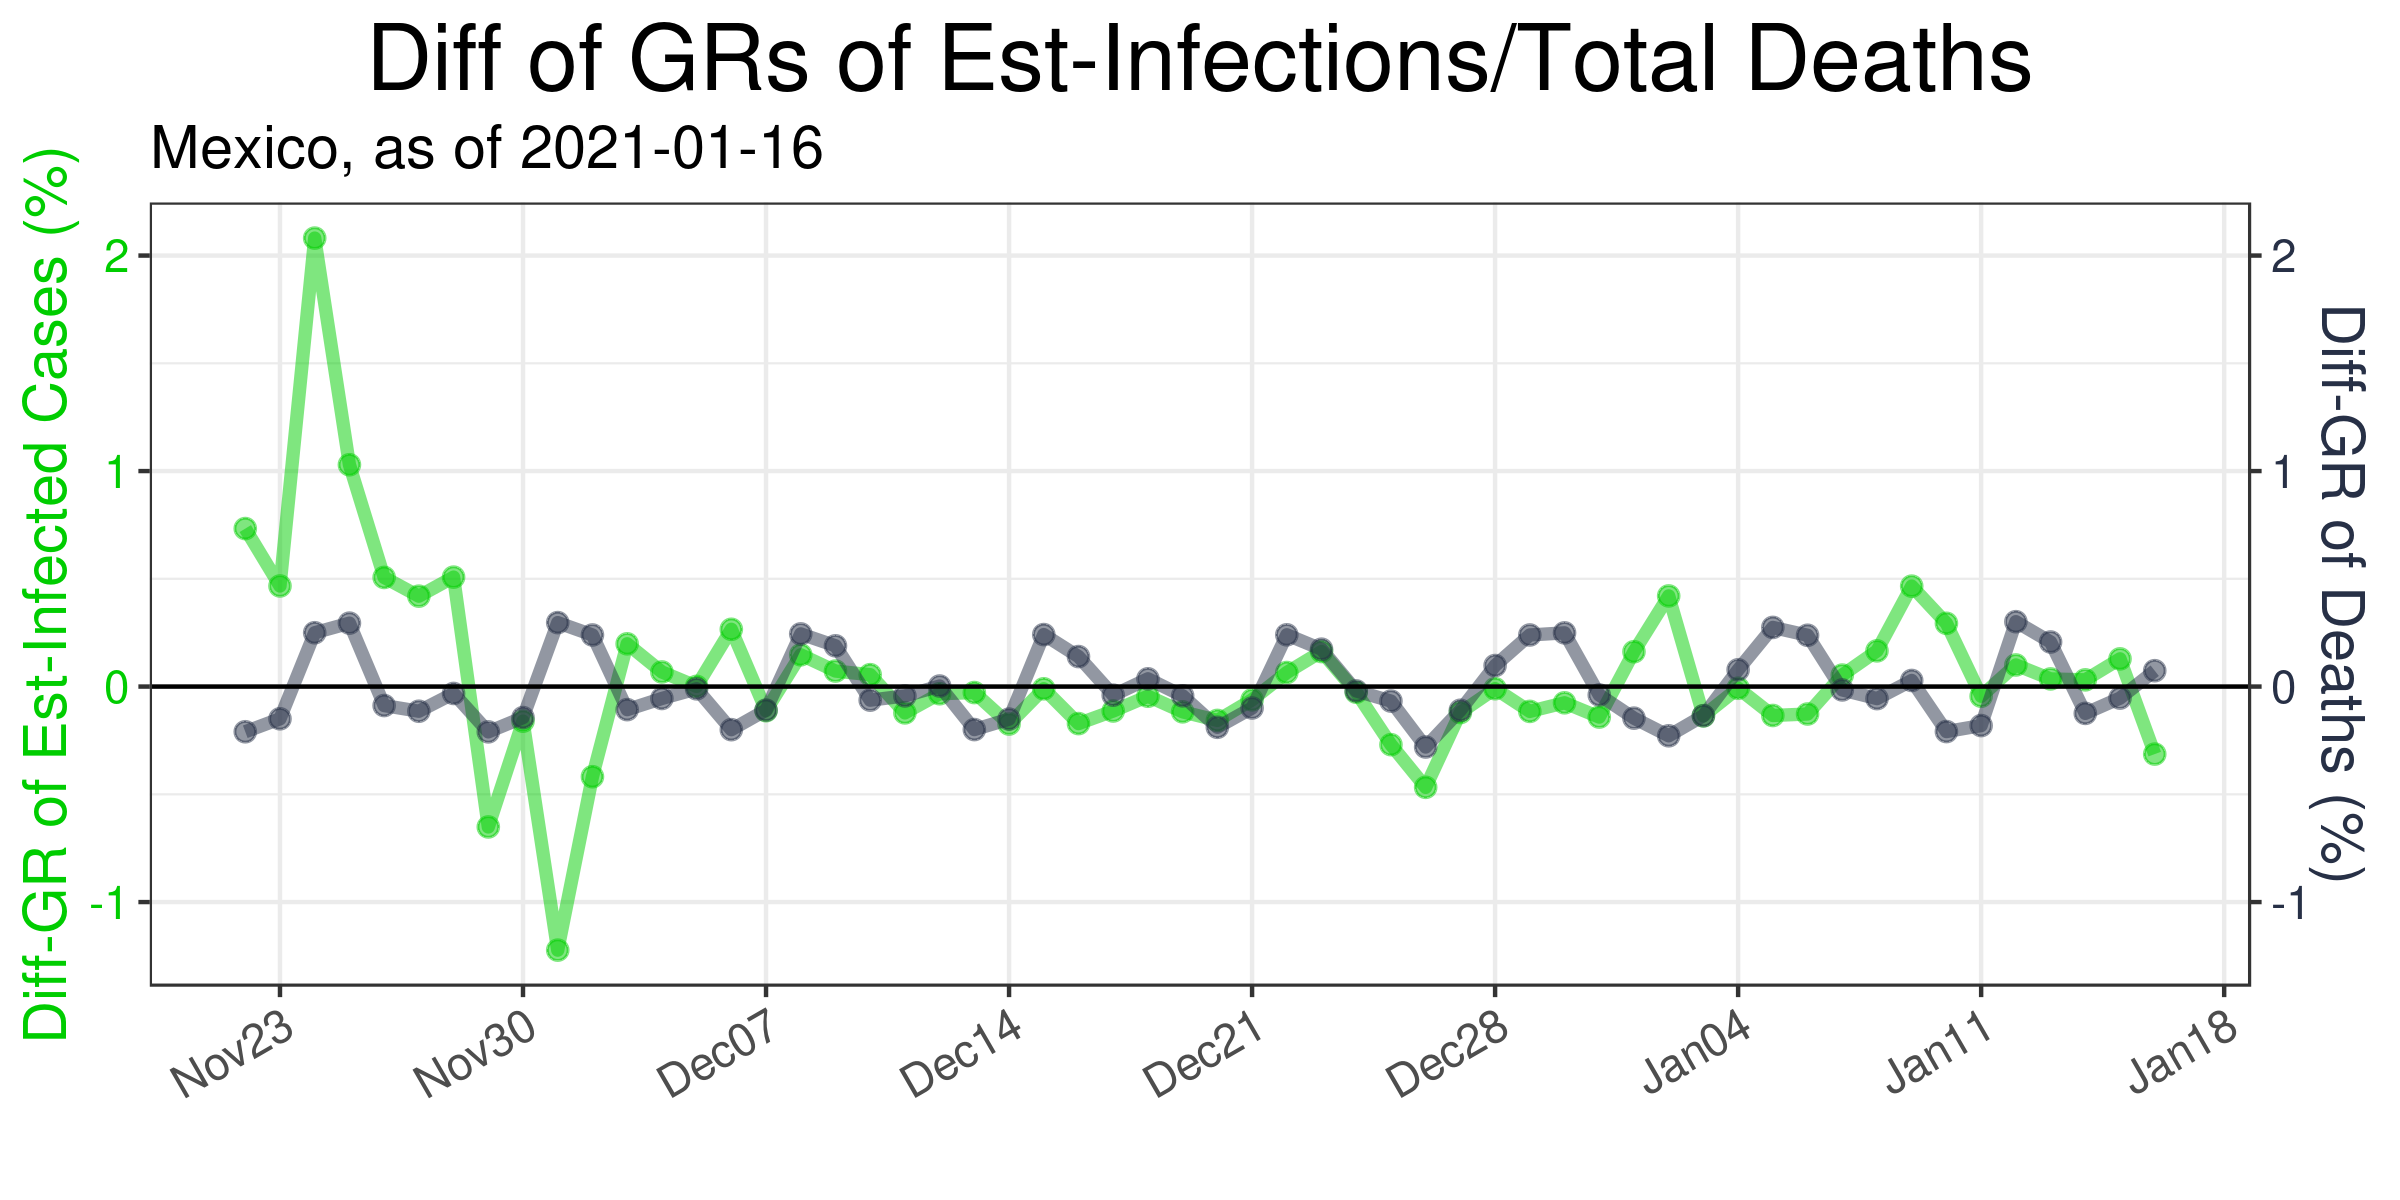 Diff of GRs of Est-Infections/Total Deaths
Mexico, as of 2021-01-16
Diff-GR of Est-Infected Cases (%)
2
1
0
-1
2
1
0
-1
Diff-GR of Deaths (%)
Nov23
Nov30
Dec07
Dec14
Dec21
Dec28
Jan04
Jan11
Jan18